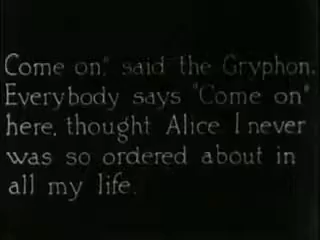 Come on," said the Gryphon.
Everybody says "Come on"
here, thought Alice I never
was so ordered about in
all my life.